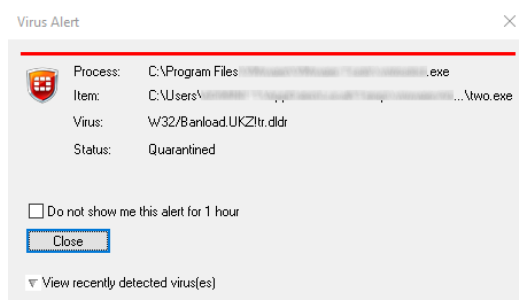 Virus Alert
Process: C:\Program Files .exe
Item: C:\Users\ ...\two.exe
Virus: W32/Banload.UKZ!tr.dldr
Status: Quarantined
Do not show me this alert for 1 hour
Close
View recently detected virus(es)